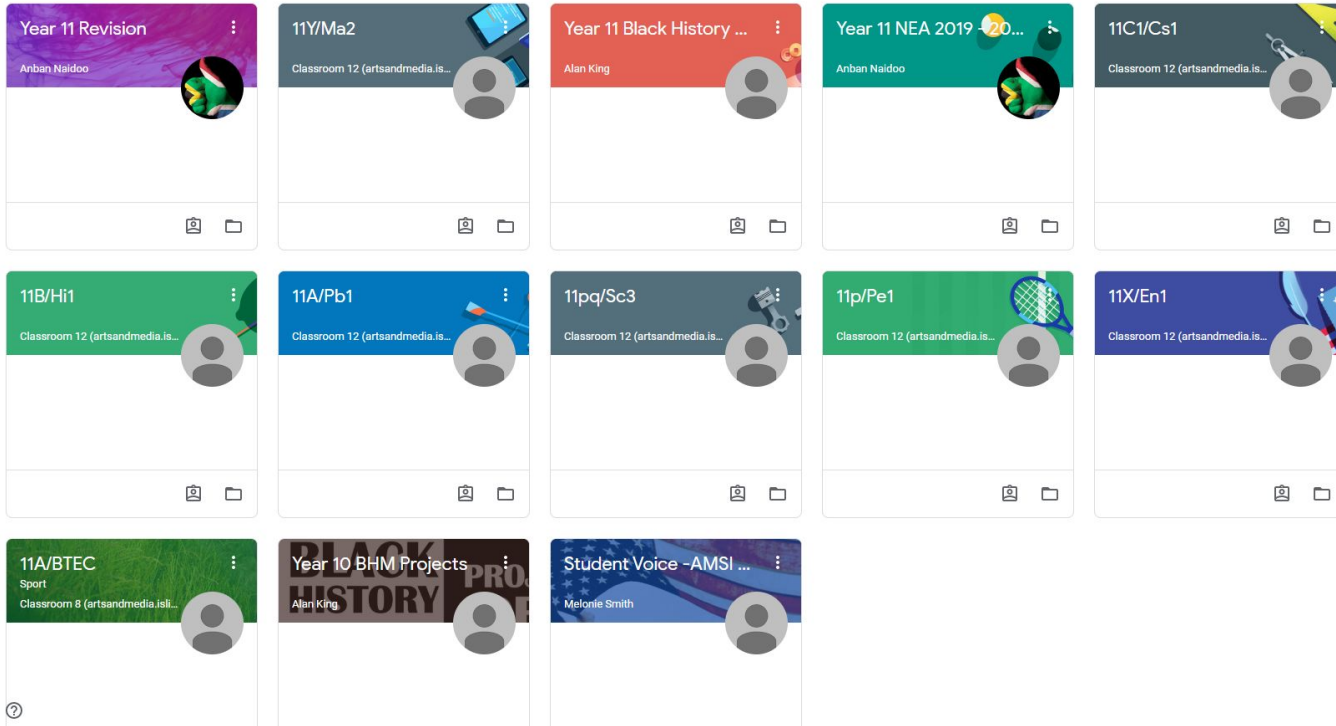 Year 11 Revision
Anban Naidoo
11Y/Ma2
Classroom 12 (artsandmedia.is...
Year 11 Black History ...
Alan King
Year 11 NEA 2019 - 20...
Anban Naidoo
11C1/Cs1
Classroom 12 (artsandmedia.is...
11B/Hi1
Classroom 12 (artsandmedia.is...
11A/Pb1
Classroom 12 (artsandmedia.is...
11pq/Sc3
Classroom 12 (artsandmedia.is...
11p/Pe1
Classroom 12 (artsandmedia.is...
11X/En1
Classroom 12 (artsandmedia.is...
11A/BTEC
Sport
Classroom 8 (artsandmedia.isli...
Year 10 BHM Projects
Alan King
BLACK
HISTORY
Student Voice -AMSI ...
Melonie Smith